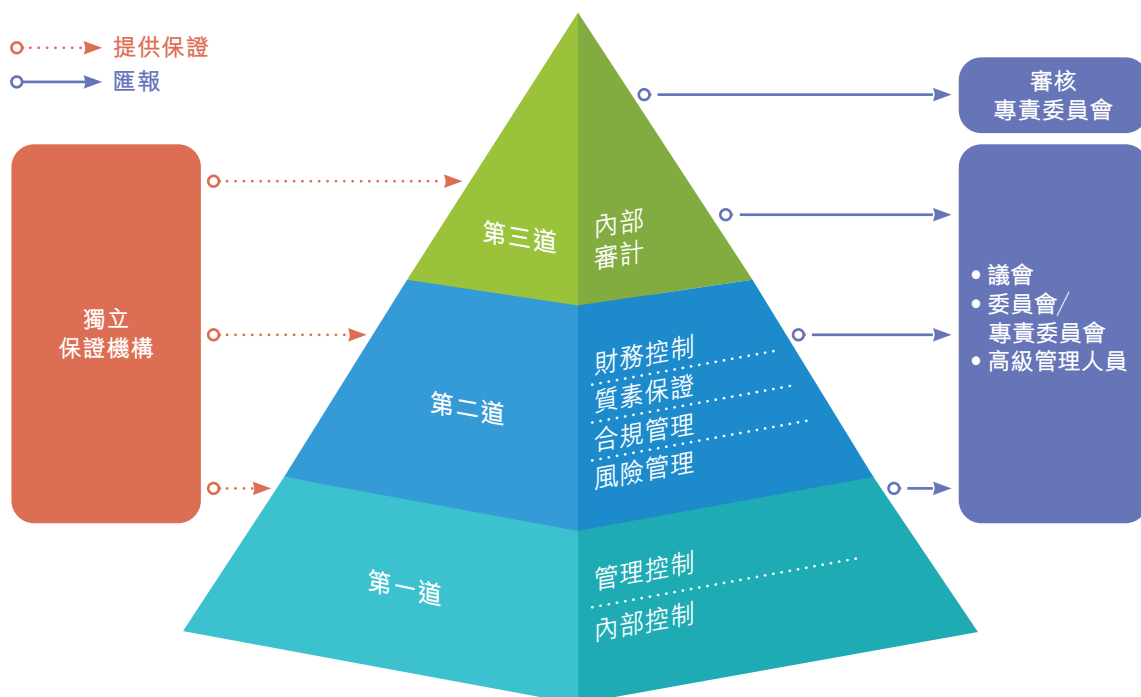 提供保證
匯報
審核
專責委員會
獨立
保證機構
第三道
內部
審計
第二道
財務控制
質素保證
合規管理
風險管理
第一道
管理控制
內部控制
• 議會
• 委員會/
專責委員會
• 高級管理人員